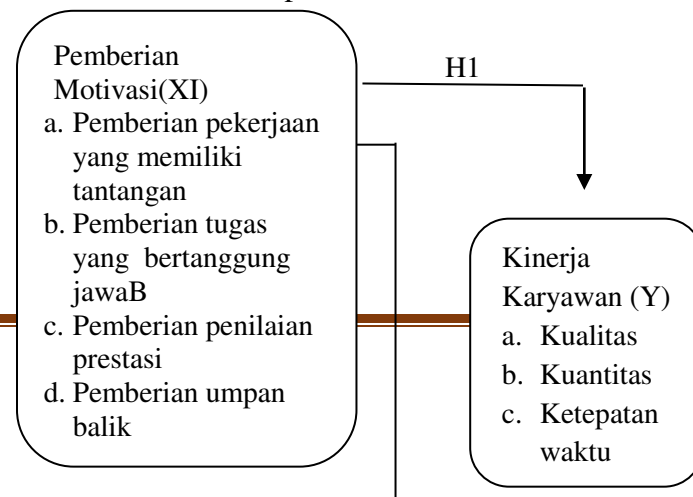 Pemberian
Motivasi(XI)
a. Pemberian pekerjaan
yang memiliki
tantangan
b. Pemberian tugas
yang bertanggung
jawaB
c. Pemberian penilaian
prestasi
d. Pemberian umpan
balik
H1
Kinerja
Karyawan (Y)
a. Kualitas
b. Kuantitas
c. Ketepatan
waktu